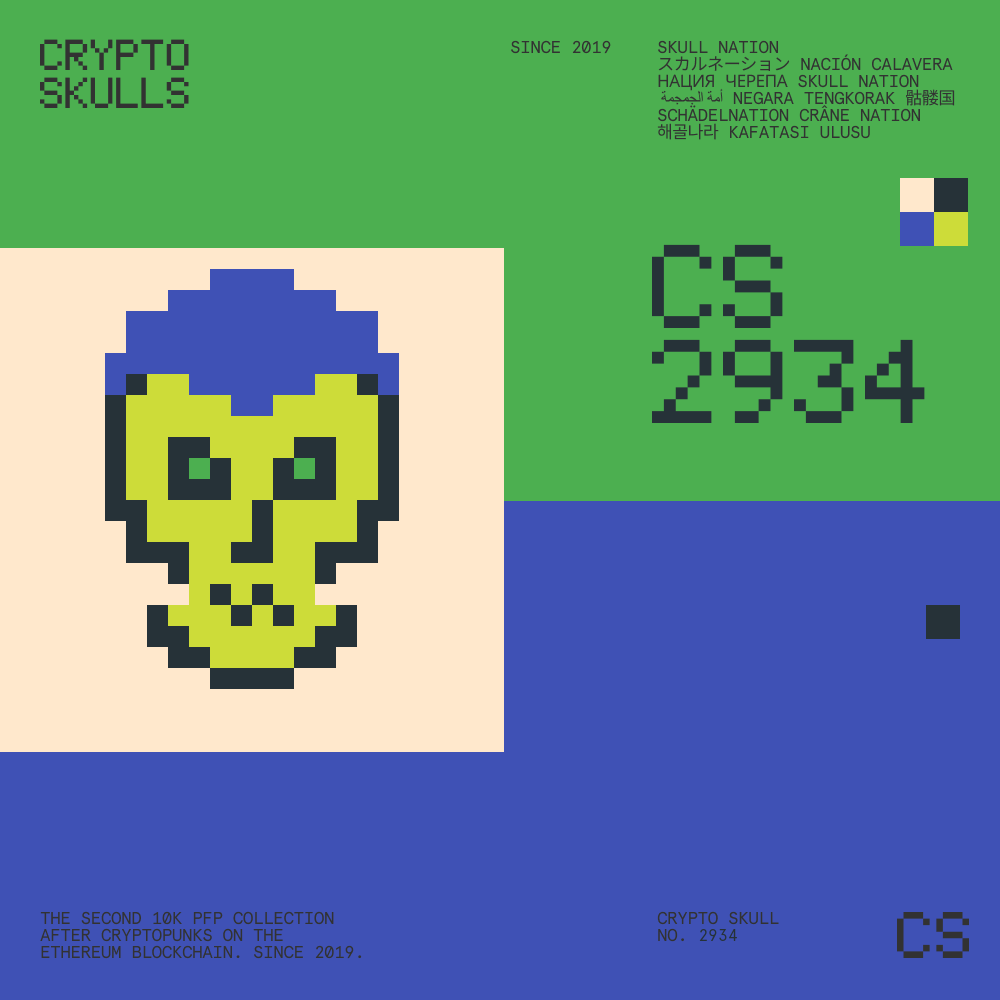 CRYPTO
SKULLS
SINCE 2019
SKULL NATION
スカルネーション NACIÓN CALAVERA
НАЦИЯ ЧЕРЕПА SKULL NATION
أمة الجمجمة NEGARA TENGKORAK 骷髅国
SCHÄDELNATION CRÂNE NATION
해골나라 KAFATASI ULUSU
CS
2934
THE SECOND 10K PFP COLLECTION
AFTER CRYPTOPUNKS ON THE
ETHEREUM BLOCKCHAIN. SINCE 2019.
CRYPTO SKULL
NO. 2934
CS